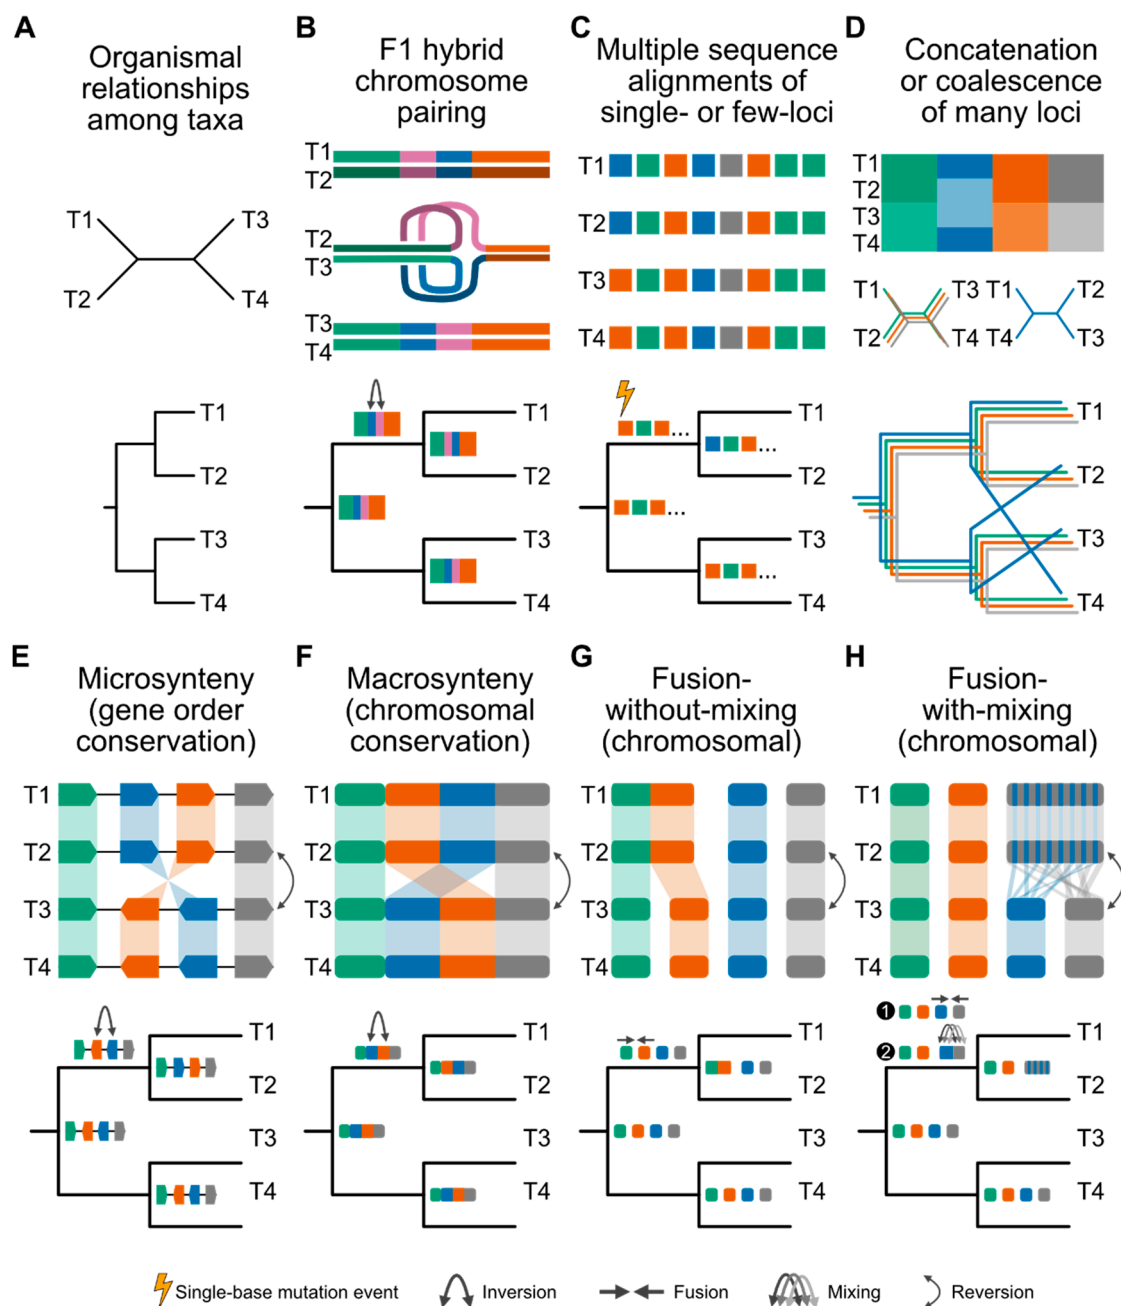 A
Organismal
relationships
among taxa
T1
T3
T2
T4
T1
T2
T3
T4
B
F1 hybrid
chromosome
pairing
T1
T2
T2
T3
T3
T4
T1
T2
T3
T4
C
Multiple sequence
alignments of
single- or few-loci
T1
T2
T3
T4
...
T1
...
T2
...
T3
...
T4
D
Concatenation
or coalescence
of many loci
T1
T2
T3
T4
T1
T3
T1
T2
T2
T4
T4
T3
T1
T2
T3
T4
E
Microsynteny
(gene order
conservation)
T1
T2
T3
T4
T1
T2
T3
T4
F
Macrosynteny
(chromosomal
conservation)
T1
T2
T3
T4
T1
T2
T3
T4
G
Fusion-
without-mixing
(chromosomal)
T1
T2
T3
T4
T1
T2
T3
T4
H
Fusion-
with-mixing
(chromosomal)
T1
T2
T3
T4
1
2
T1
T2
T3
T4
Single-base mutation event
Inversion
Fusion
Mixing
Reversion